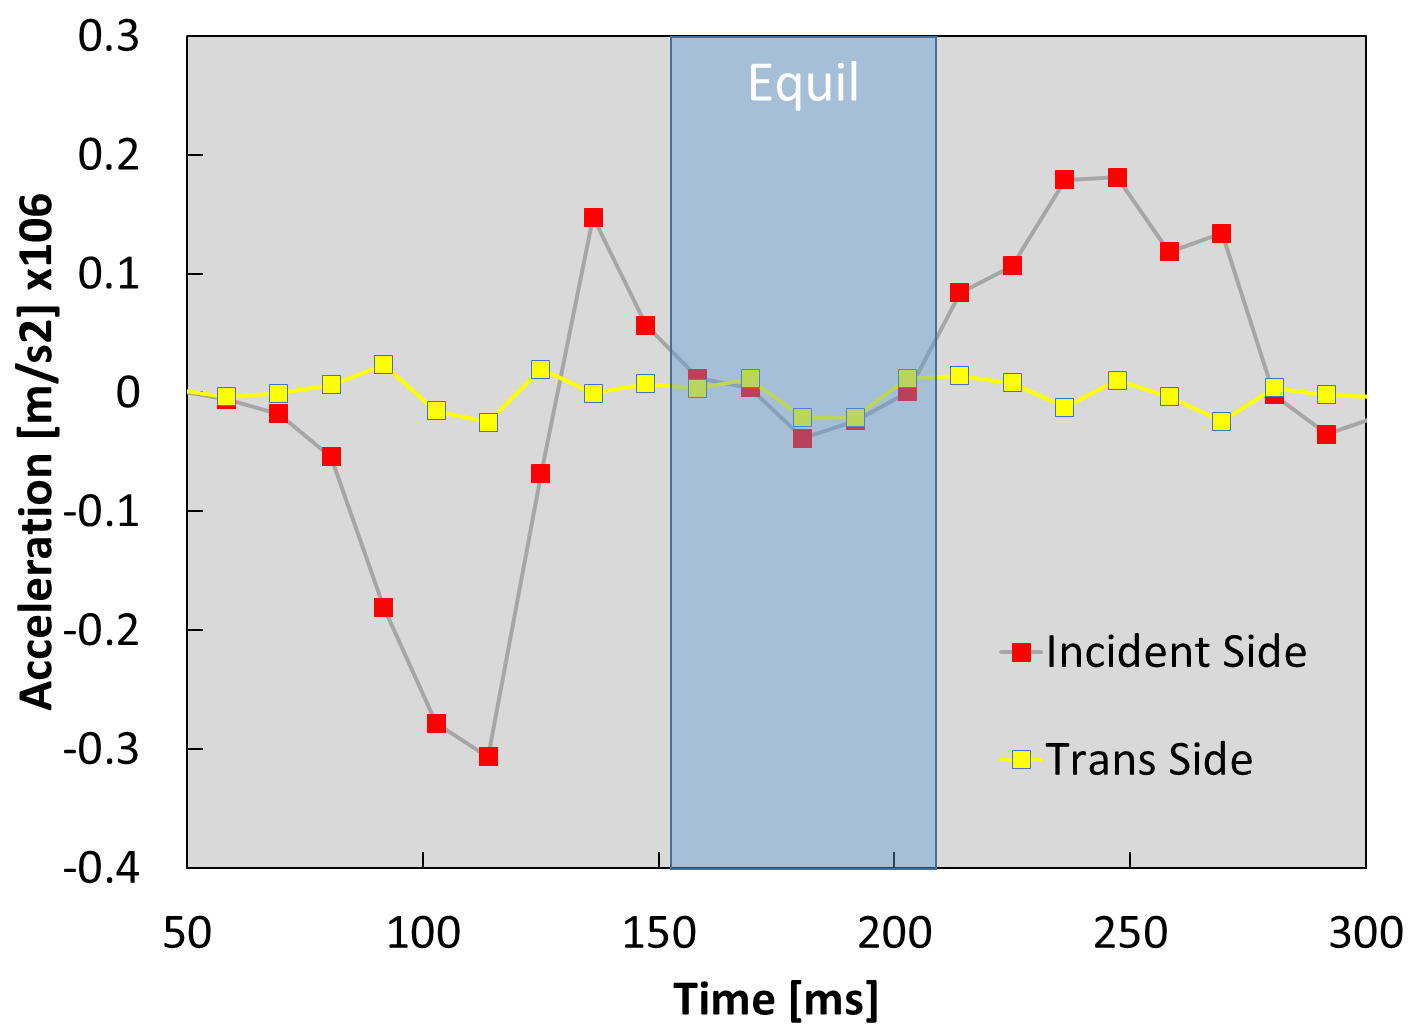 0.3
0.2
0.1
0
-0.1
-0.2
-0.3
-0.4
Acceleration [m/s2] x106
Equil
Incident Side
Trans Side
50 100 150 200 250 300
Time [ms]